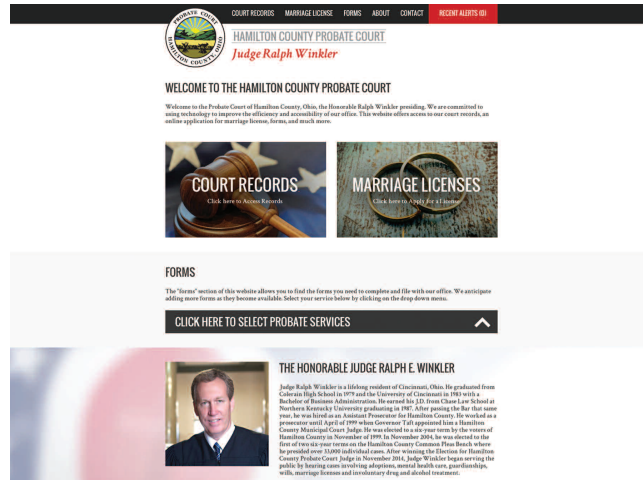 COURT RECORDS MARRIAGE LICENSE FORMS ABOUT CONTACT RECENT ALERTS (0)
PROBATE COURT
HAMILTON COUNTY, OHIO
HAMILTON COUNTY PROBATE COURT
Judge Ralph Winkler
WELCOME TO THE HAMILTON COUNTY PROBATE COURT
Welcome to the Probate Court of Hamilton County, Ohio, the Honorable Ralph Winkler presiding. We are committed to
using technology to improve the efficiency and accessibility of our office. This website offers access to our court records, an
online application for marriage license, forms, and much more.
COURT RECORDS
Click here to Access Records
MARRIAGE LICENSES
Click here to Apply for a License
FORMS
The "forms" section of this website allows you to find the forms you need to complete and file with our office. We anticipate
adding more forms as they become available. Select your service below by clicking on the drop down menu.
CLICK HERE TO SELECT PROBATE SERVICES
THE HONORABLE JUDGE RALPH E. WINKLER
Judge Ralph Winkler is a lifelong resident of Cincinnati, Ohio. He graduated from
Colerain High School in 1979 and the University of Cincinnati in 1983 with a
Bachelor of Business Administration. He earned his J.D. from Chase Law School at
Northern Kentucky University graduating in 1987. After passing the Bar that same
year, he was hired as an Assistant Prosecutor for Hamilton County. He worked as a
prosecutor until April of 1999 when Governor Taft appointed him a Hamilton
County Municipal Court Judge. He was elected to a six-year term by the voters of
Hamilton County in November of 1999. In November 2004, he was elected to the
first of two six-year terms on the Hamilton County Common Pleas Bench where
he presided over 33,000 individual cases. After winning the Election for Hamilton
County Probate Court Judge in November 2014, Judge Winkler began serving the
public by hearing cases involving adoptions, mental health care, guardianships,
wills, marriage licenses and involuntary drug and alcohol treatment.